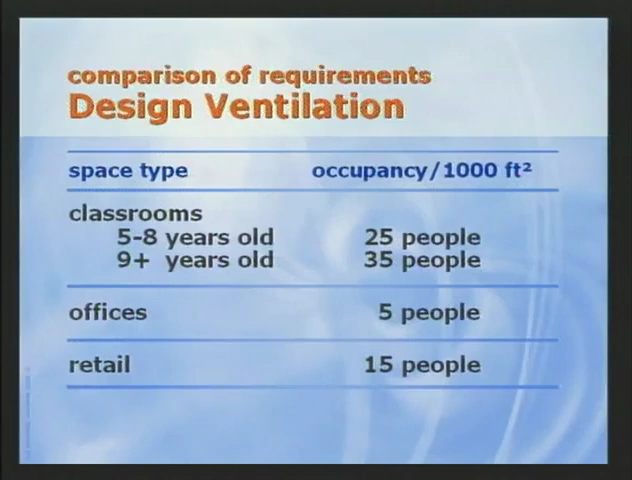 comparison of requirements
Design Ventilation
space type occupancy/1000 ft²
classrooms
5-8 years old 25 people
9+ years old 35 people
offices 5 people
retail 15 people